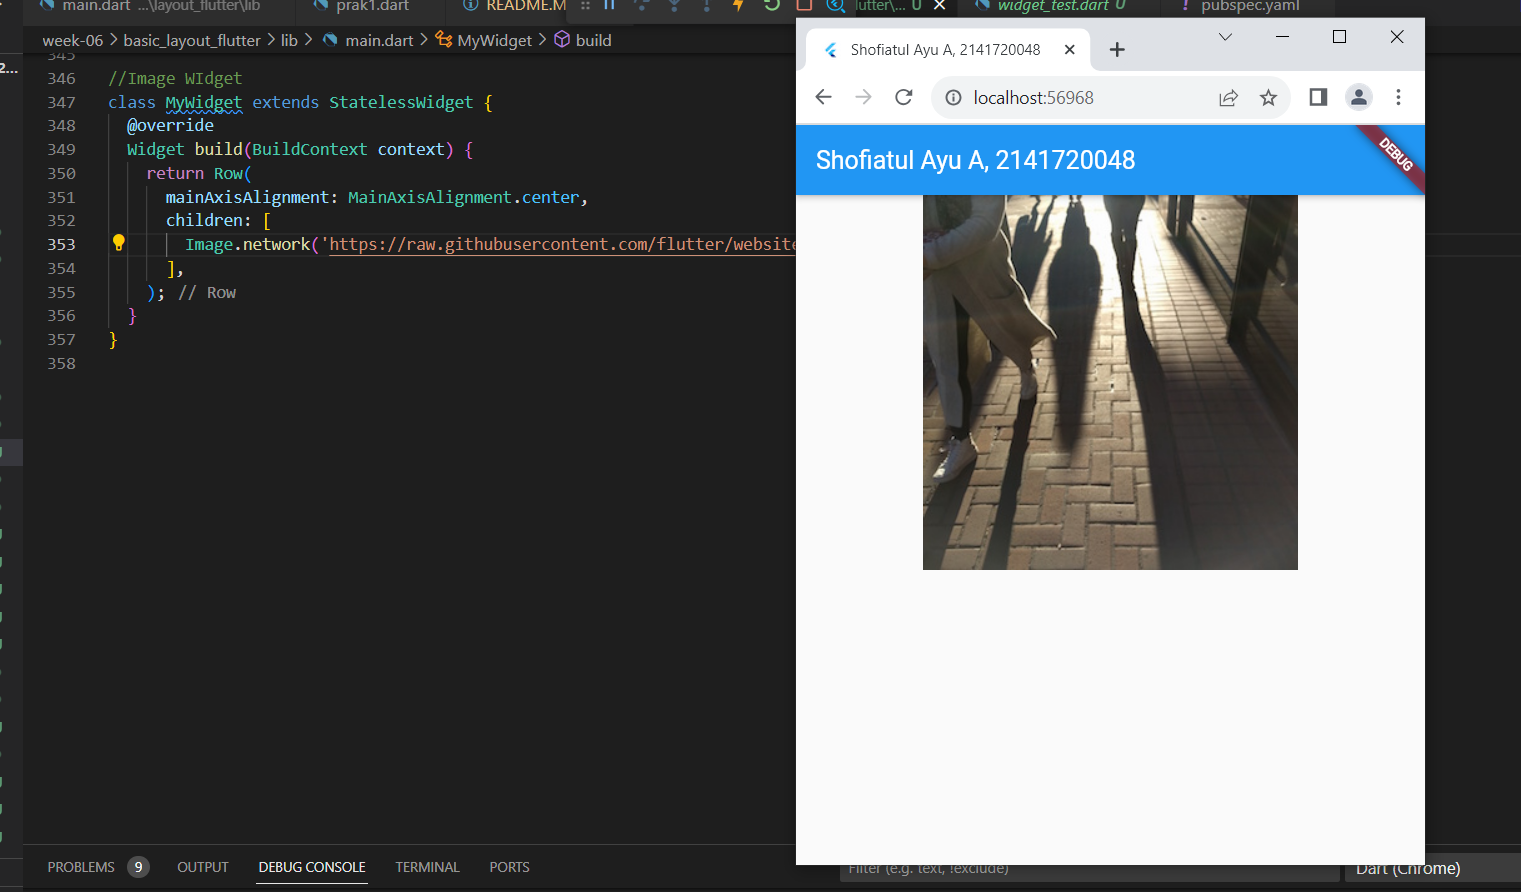 main.dart ...\layout_flutter\lib
prak1.dart
README.M
lutter\... U
widget_test.dart U
! pubspec.yaml
2...
week-06 > basic_layout_flutter > lib > main.dart > MyWidget > build
345
346 //Image WIdget
347 class MyWidget extends StatelessWidget {
348 @override
349 Widget build(BuildContext context) {
350 return Row(
351 mainAxisAlignment: MainAxisAlignment.center,
352 children: [
353 Image.network('https://raw.githubusercontent.com/flutter/website
354 ],
355 ); // Row
356 }
357 }
358
Shofiatul Ayu A, 2141720048
localhost:56968
Shofiatul Ayu A, 2141720048
DEBUG
PROBLEMS 9 OUTPUT DEBUG CONSOLE TERMINAL PORTS
Filter (e.g. text, !exclude)
Dart (Chrome)